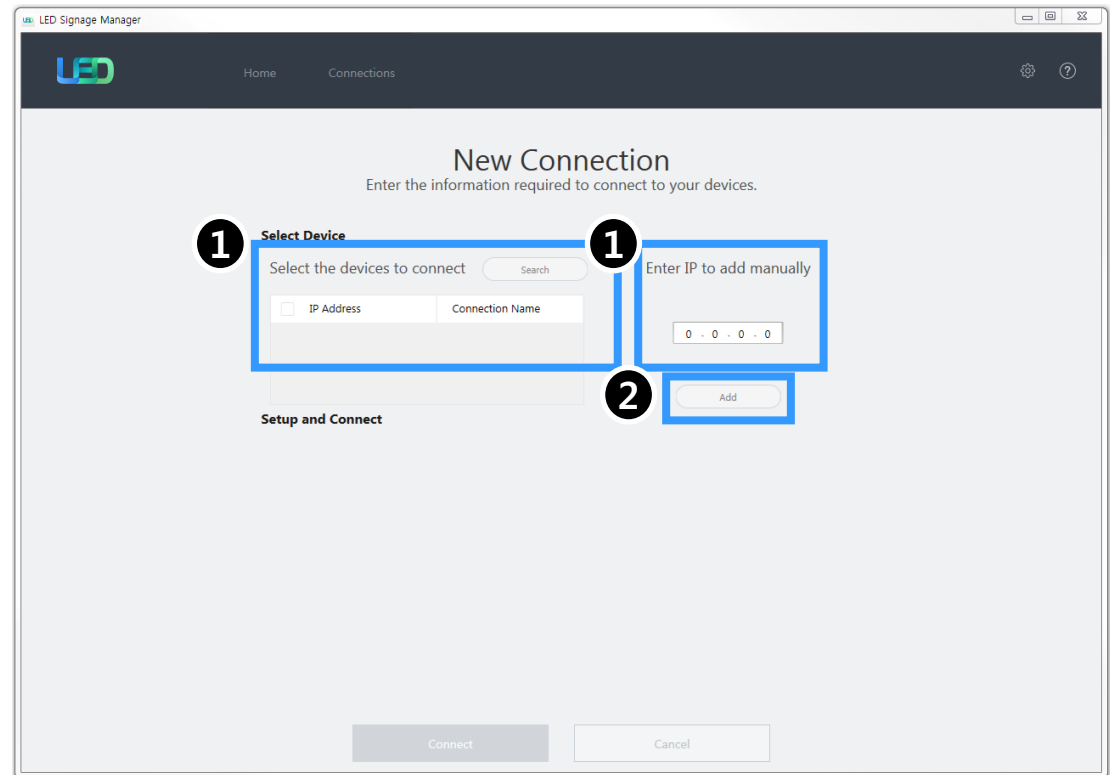 LED Signage Manager
LED
Home Connections
?
New Connection
Enter the information required to connect to your devices.
1 Select Device 1
Select the devices to connect Search Enter IP to add manually
IP Address Connection Name
0 . 0 . 0 . 0
2 Add
Setup and Connect
Connect Cancel